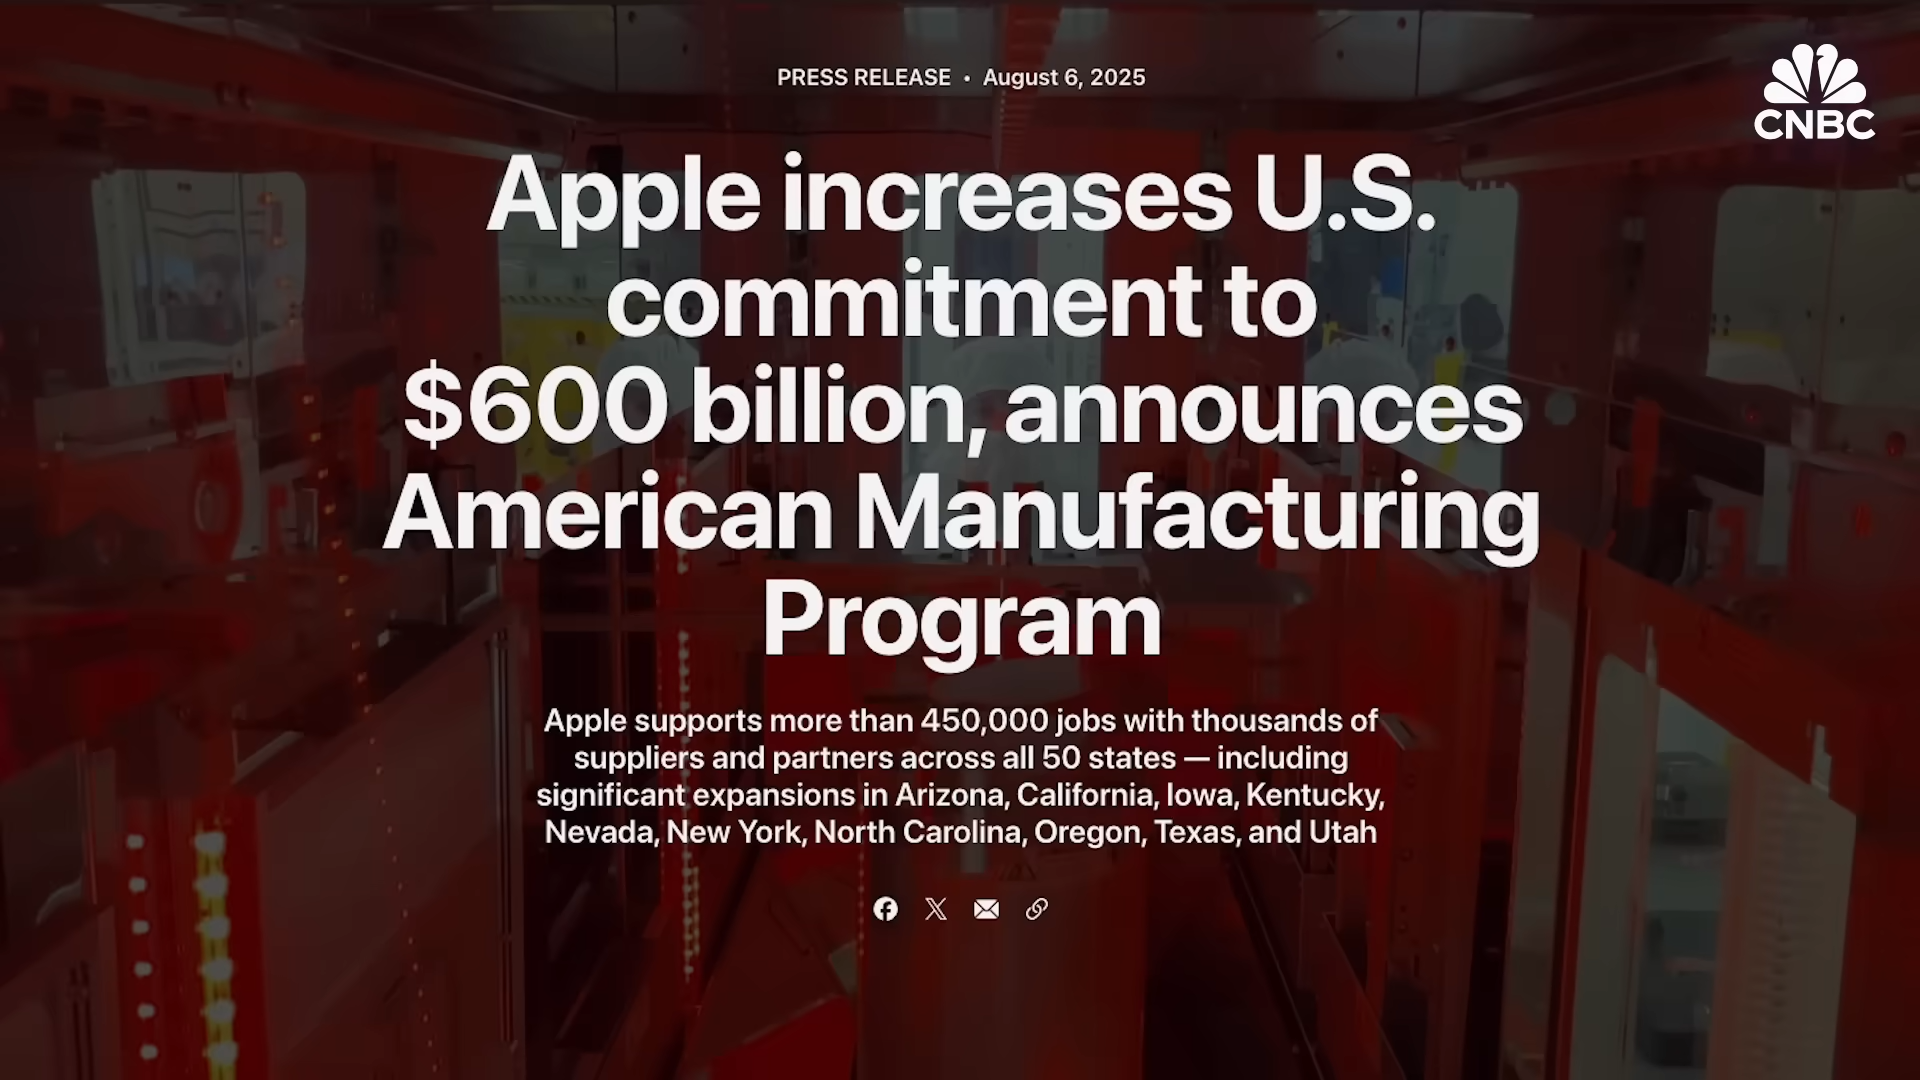 PRESS RELEASE • August 6, 2025
CNBC
Apple increases U.S.
commitment to
$600 billion, announces
American Manufacturing
Program
Apple supports more than 450,000 jobs with thousands of
suppliers and partners across all 50 states — including
significant expansions in Arizona, California, Iowa, Kentucky,
Nevada, New York, North Carolina, Oregon, Texas, and Utah